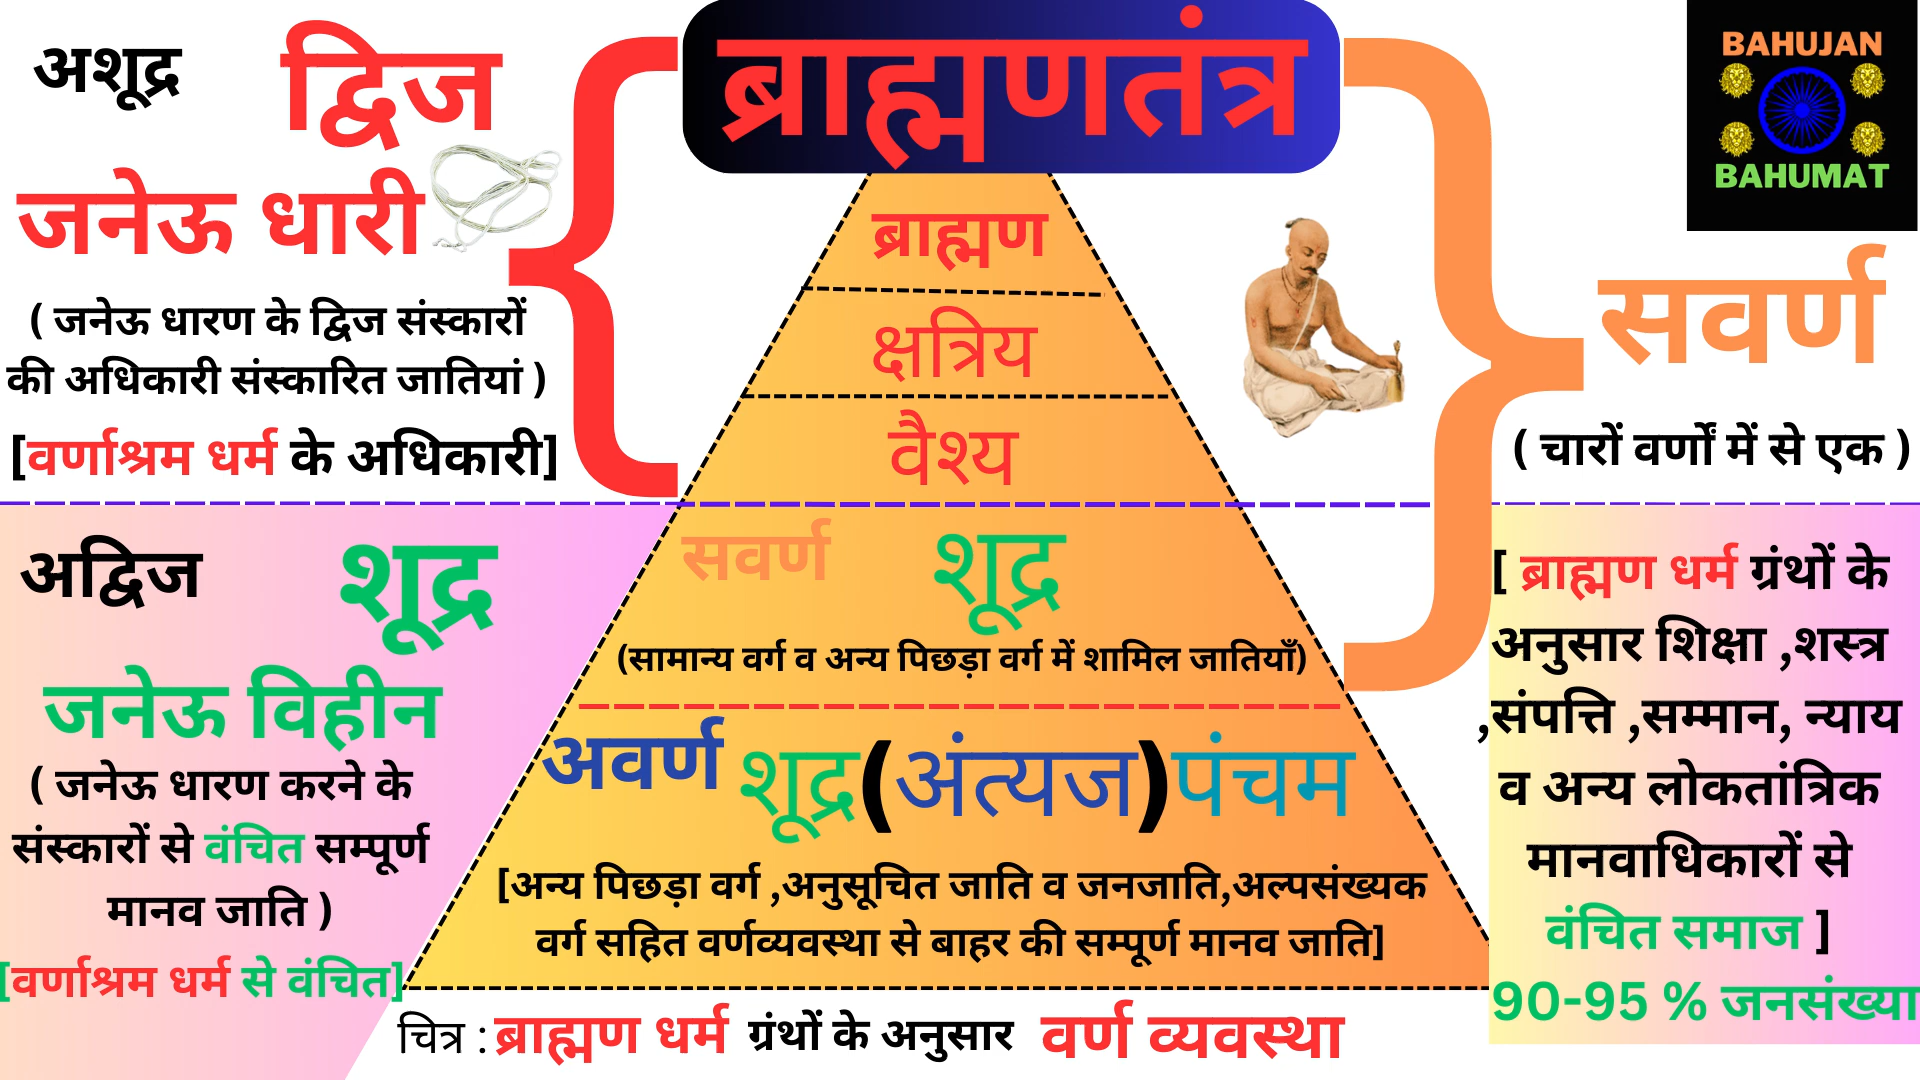 ब्राह्मणतंत्र
BAHUJAN
BAHUMAT
अशूद्र
द्विज
जनेऊ धारी
( जनेऊ धारण के द्विज संस्कारों
की अधिकारी संस्कारित जातियां )
[वर्णाश्रम धर्म के अधिकारी]
ब्राह्मण
क्षत्रिय
वैश्य
सवर्ण
( चारों वर्णों में से एक )
अद्विज
शूद्र
जनेऊ विहीन
( जनेऊ धारण करने के
संस्कारों से वंचित सम्पूर्ण
मानव जाति )
[वर्णाश्रम धर्म से वंचित]
सवर्ण
शूद्र
(सामान्य वर्ग व अन्य पिछड़ा वर्ग में शामिल जातियाँ)
अवर्ण
शूद्र(अंत्यज)पंचम
[अन्य पिछड़ा वर्ग ,अनुसूचित जाति व जनजाति,अल्पसंख्यक
वर्ग सहित वर्णव्यवस्था से बाहर की सम्पूर्ण मानव जाति]
[ ब्राह्मण धर्म ग्रंथों के
अनुसार शिक्षा ,शस्त्र
,संपत्ति ,सम्मान, न्याय
व अन्य लोकतांत्रिक
मानवाधिकारों से
वंचित समाज ]
90-95 % जनसंख्या
चित्र : ब्राह्मण धर्म ग्रंथों के अनुसार वर्ण व्यवस्था